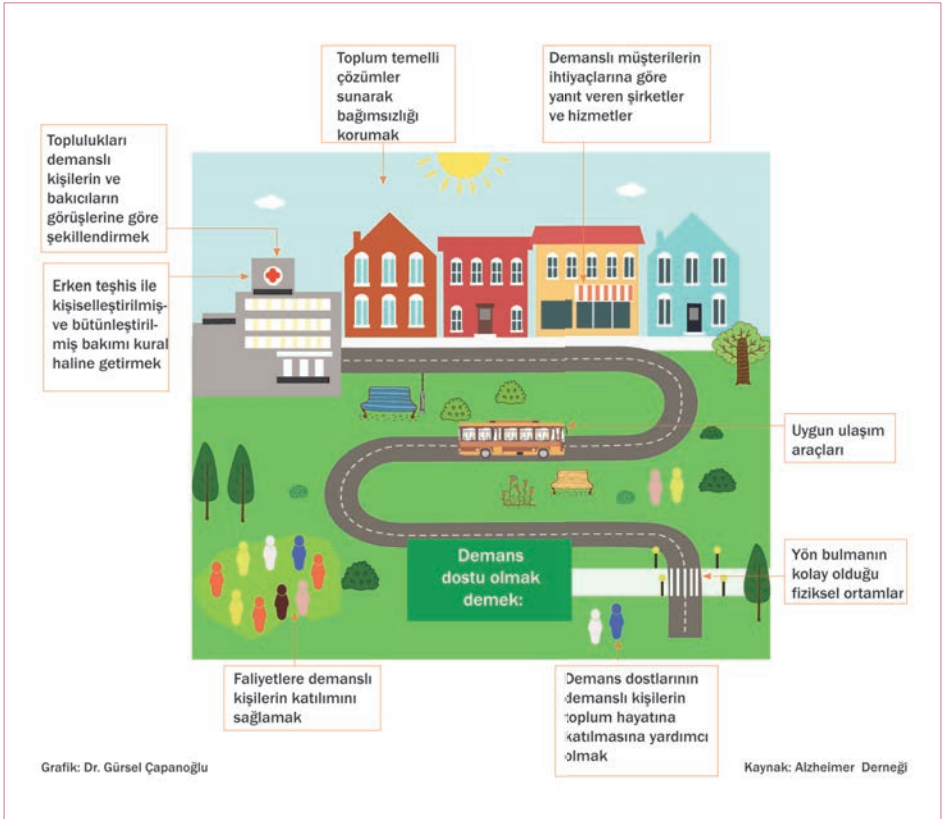 Toplum temelli
çözümler
sunarak
bağımsızlığı
korumak
Demanslı müşterilerin
ihtiyaçlarına göre
yanıt veren şirketler
ve hizmetler
Toplulukları
demanslı
kişilerin ve
bakıcıların
görüşlerine göre
şekillendirmek
Erken teşhis ile
kişiselleştirilmiş-
ve bütünleştiril-
miş bakımı kural
haline getirmek
Uygun ulaşım
araçları
Yön bulmanın
kolay olduğu
fiziksel ortamlar
Demans
dostu olmak
demek:
Faliyetlere demanslı
kişilerin katılımını
sağlamak
Demans dostlarının
demanslı kişilerin
toplum hayatına
katılmasına yardımcı
olmak
Grafik: Dr. Gürsel Çapanoğlu
Kaynak: Alzheimer Derneği